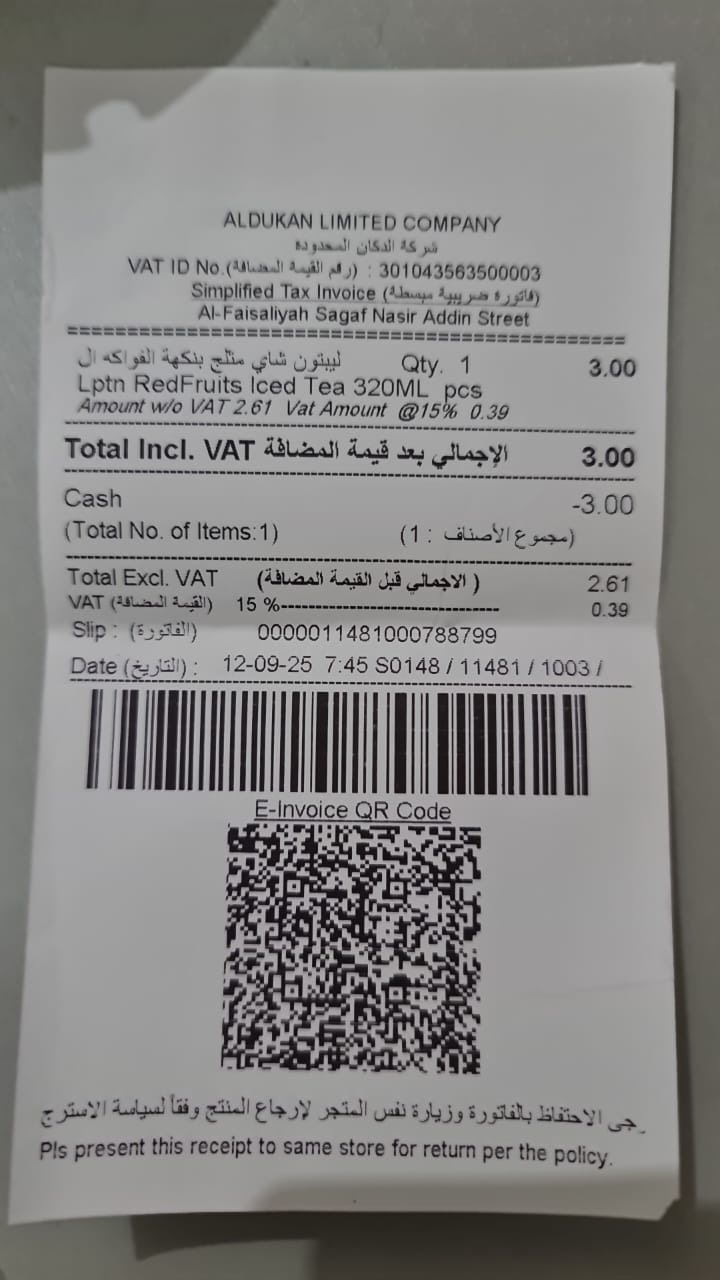 ALDUKAN LIMITED COMPANY
شركة الدكان المحدودة
VAT ID No.(رقم القيمة المضافة) : 301043563500003
Simplified Tax Invoice (فاتورة ضريبية مبسطة)
Al-Faisaliyah Sagaf Nasir Addin Street
ليبتون شاي مثلج بنكهة الفواكه ال Qty. 1 3.00
Lptn RedFruits Iced Tea 320ML pcs
Amount w/o VAT 2.61 Vat Amount @15% 0.39
Total Incl. VAT الإجمالي بعد قيمة المضافة 3.00
Cash -3.00
(Total No. of Items:1) (مجموع الأصناف : 1)
Total Excl. VAT (الاجمالي قبل القيمة المضافة ) 2.61
VAT (القيمة المضافة) 15 %------------------------------- 0.39
Slip : (الفاتورة) 0000011481000788799
Date (التاريخ) : 12-09-25 7:45 S0148 / 11481 / 1003 /
E-Invoice QR Code
رجى الاحتفاظ بالفاتورة وزيارة نفس المتجر لإرجاع المنتج وفقاً لسياسة الاسترج
Pls present this receipt to same store for return per the policy.